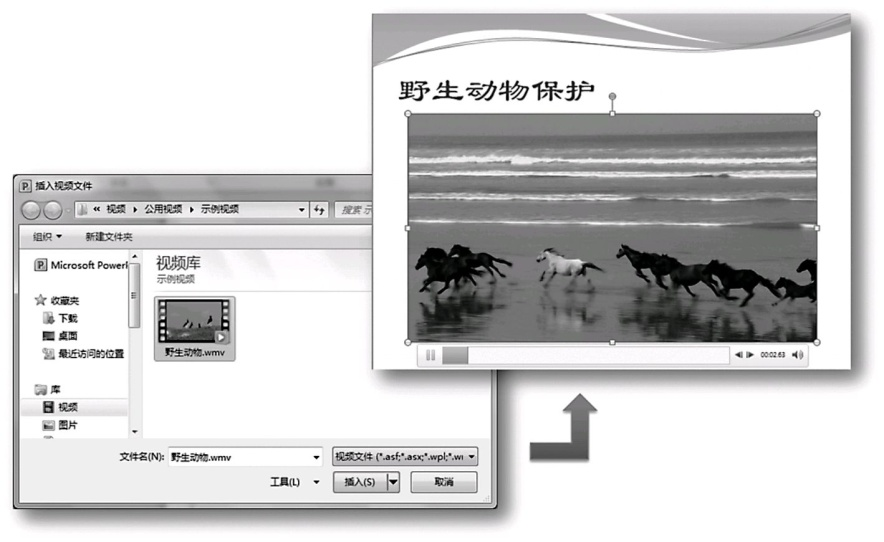 野生动物保护
插入视频文件
« 视频 ▸ 公用视频 ▸ 示例视频
搜索 示
组织 ▼ 新建文件夹
Microsoft Power
视频库
示例视频
收藏夹
下载
桌面
最近访问的位置
野生动物.wmv
库
视频
图片
00:02.63
文件名(N): 野生动物.wmv
视频文件 (*.asf;*.asx;*.wpl;*.w
工具(L)
插入(S)
取消